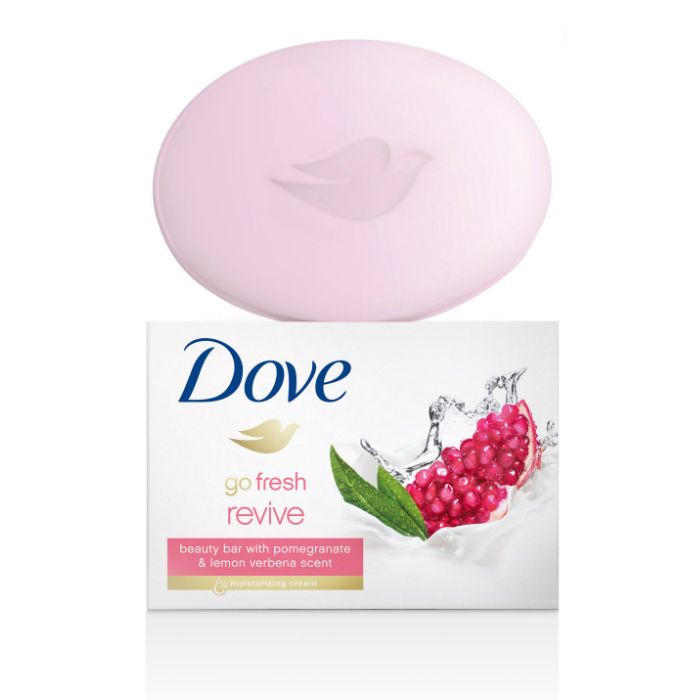 Dove
go fresh
revive
beauty bar with pomegranate
& lemon verbena scent
¼ moisturizing cream